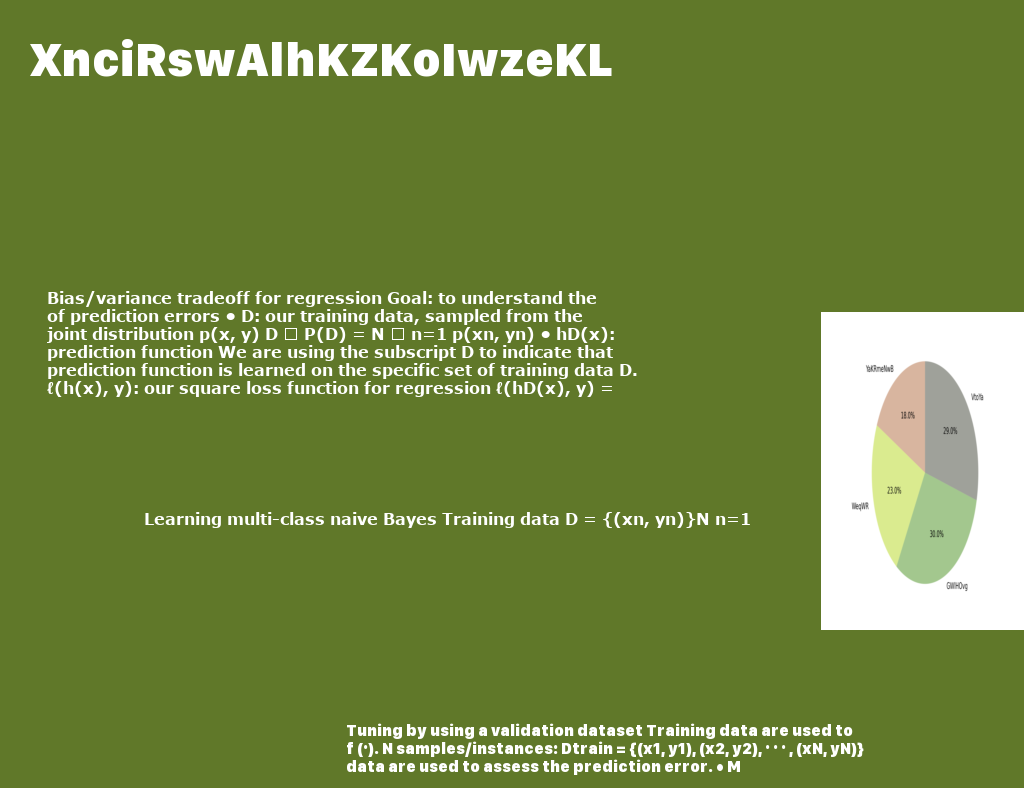 XnciRswAlhKZKoIwzeKL
Bias/variance tradeoff for regression Goal: to understand the
of prediction errors • D: our training data, sampled from the
joint distribution p(x, y) D □ P(D) = N □ n=1 p(xn, yn) • hD(x):
prediction function We are using the subscript D to indicate that
prediction function is learned on the specific set of training data D.
ℓ(h(x), y): our square loss function for regression ℓ(hD(x), y) =
YaKRmeNwB
VtoYa
18.0%
29.0%
23.0%
WeqWR
30.0%
GWIHOvg
Learning multi-class naive Bayes Training data D = {(xn, yn)}N n=1
Tuning by using a validation dataset Training data are used to
f (·). N samples/instances: Dtrain = {(x1, y1), (x2, y2), · · · , (xN, yN)}
data are used to assess the prediction error. • M